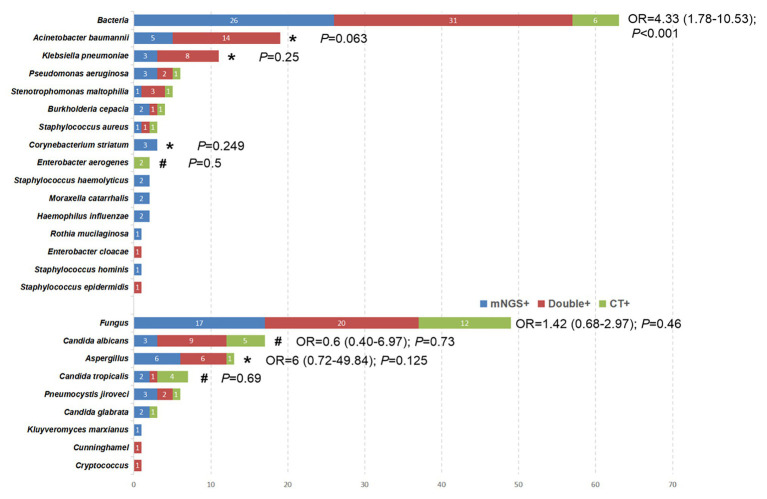 Bacteria 26 31 6 OR=4.33 (1.78-10.53);
P<0.001
Acinetobacter baumannii 5 14 * P=0.063
Klebsiella pneumoniae 3 8 * P=0.25
Pseudomonas aeruginosa 3 2 1
Stenotrophomonas maltophilia 1 3 1
Burkholderia cepacia 2 1 1
Staphylococcus aureus 1 1 1
Corynebacterium striatum 3 * P=0.249
Enterobacter aerogenes 2 # P=0.5
Staphylococcus haemolyticus 2
Moraxella catarrhalis 2
Haemophilus influenzae 2
Rothia mucilaginosa 1
Enterobacter cloacae 1
Staphylococcus hominis 1
Staphylococcus epidermidis 1
mNGS+ Double+ CT+
Fungus 17 20 12 OR=1.42 (0.68-2.97); P=0.46
Candida albicans 3 9 5 # OR=0.6 (0.40-6.97); P=0.73
Aspergillus 6 6 1 * OR=6 (0.72-49.84); P=0.125
Candida tropicalis 2 1 4 # P=0.69
Pneumocystis jiroveci 3 2 1
Candida glabrata 2 1
Kluyveromyces marxianus 1
Cunninghamel 1
Cryptococcus 1
0 10 20 30 40 50 60 70